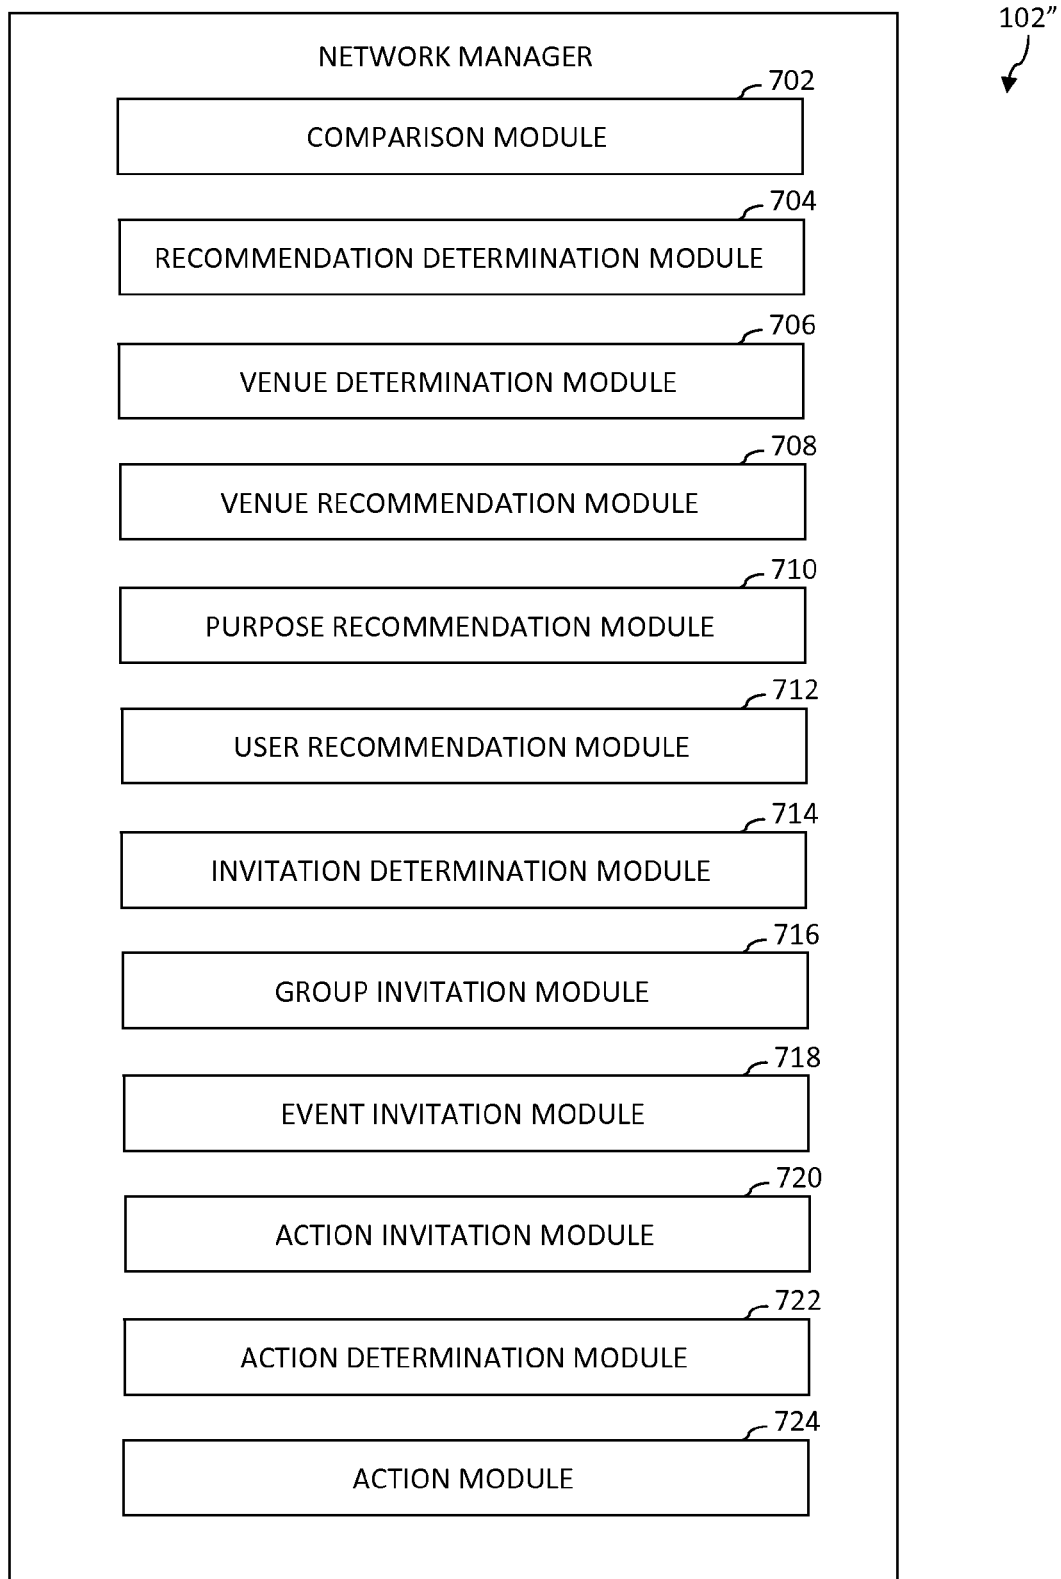 102”
NETWORK MANAGER
702
COMPARISON MODULE
704
RECOMMENDATION DETERMINATION MODULE
706
VENUE DETERMINATION MODULE
708
VENUE RECOMMENDATION MODULE
710
PURPOSE RECOMMENDATION MODULE
712
USER RECOMMENDATION MODULE
714
INVITATION DETERMINATION MODULE
716
GROUP INVITATION MODULE
718
EVENT INVITATION MODULE
720
ACTION INVITATION MODULE
722
ACTION DETERMINATION MODULE
724
ACTION MODULE